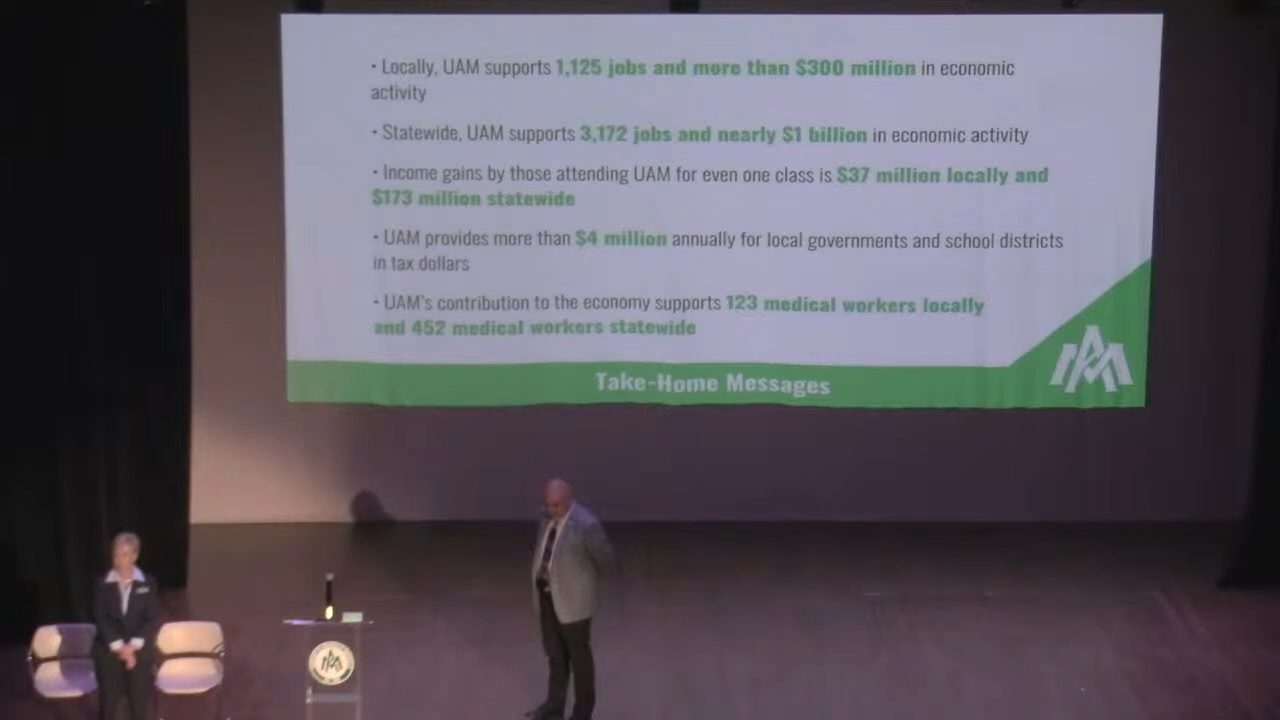 • Locally, UAM supports 1,125 jobs and more than $300 million in economic
activity
• Statewide, UAM supports 3,172 jobs and nearly $1 billion in economic activity
• Income gains by those attending UAM for even one class is $37 million locally and
$173 million statewide
• UAM provides more than $4 million annually for local governments and school districts
in tax dollars
• UAM's contribution to the economy supports 123 medical workers locally
and 452 medical workers statewide
Take-Home Messages